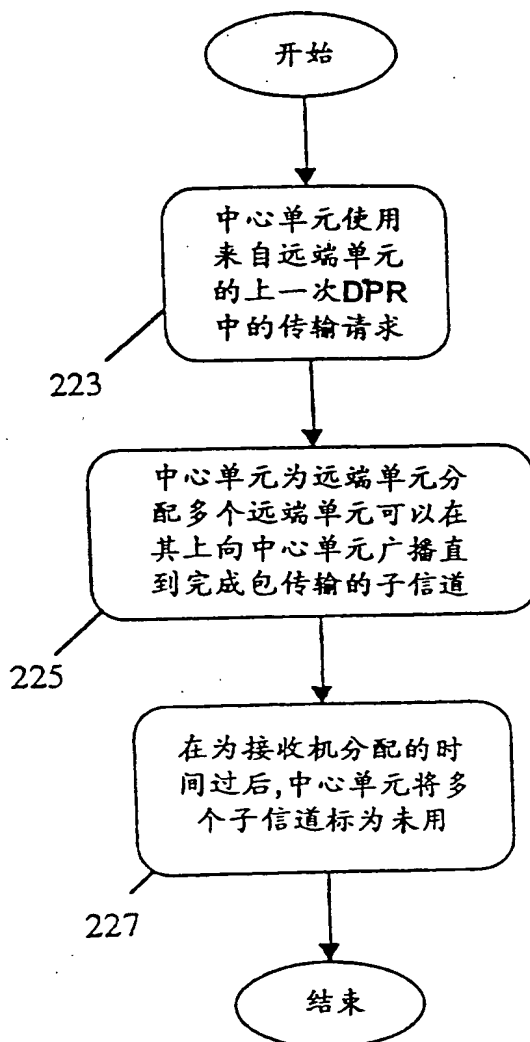 开始
中心单元使用
来自远端单元
的上一次DPR
中的传输请求
223
中心单元为远端单元分
配多个远端单元可以在
其上向中心单元广播直
到完成包传输的子信道
225
在为接收机分配的时
间过后,中心单元将多
个子信道标为未用
227
结束